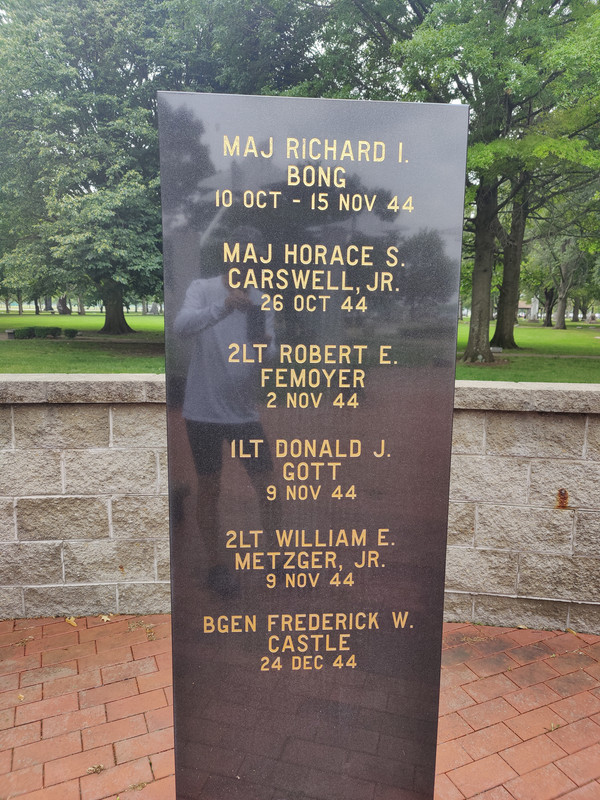 MAJ RICHARD I.
BONG
10 OCT - 15 NOV 44
MAJ HORACE S.
CARSWELL, JR.
26 OCT 44
2LT ROBERT E.
FEMOYER
2 NOV 44
1LT DONALD J.
GOTT
9 NOV 44
2LT WILLIAM E.
METZGER, JR.
9 NOV 44
BGEN FREDERICK W.
CASTLE
24 DEC 44